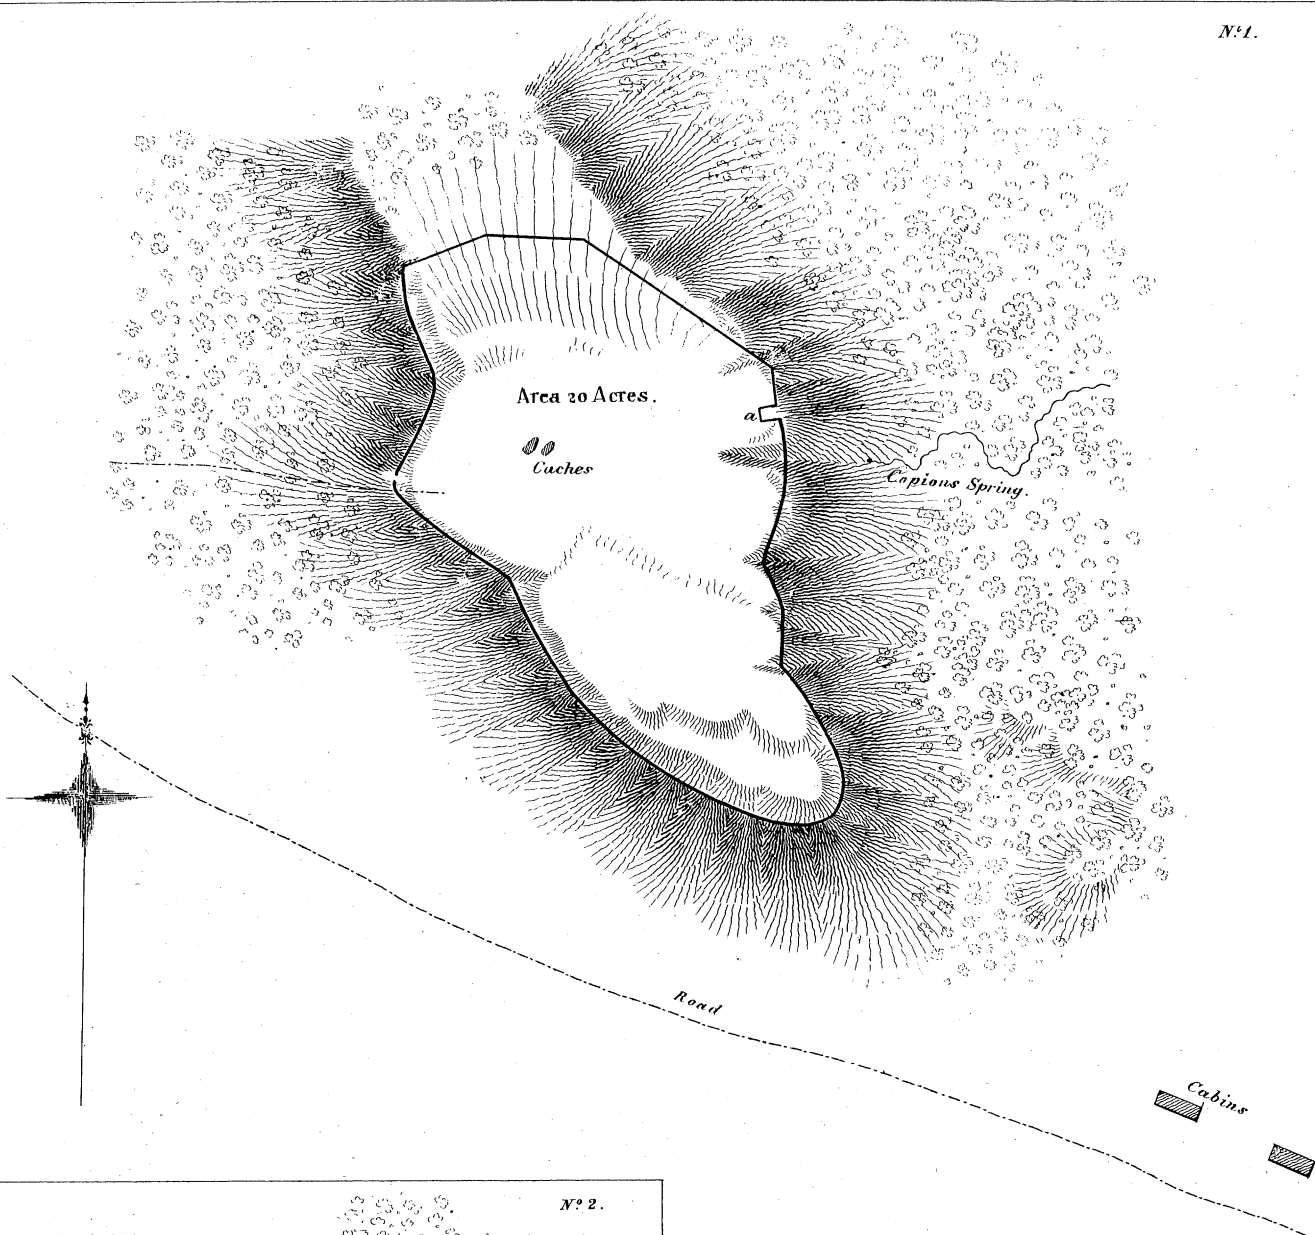 Nº 1.
Area 20 Acres.
a
Caches
Copious Spring.
Road
Cabins
Nº 2.